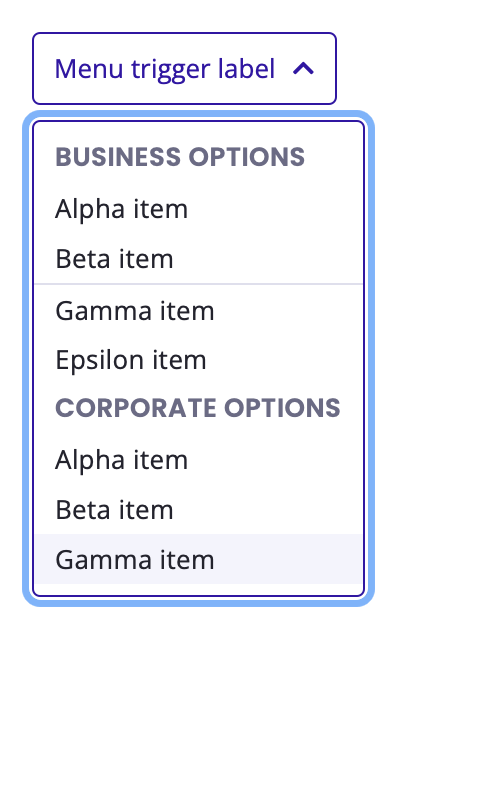 Menu trigger label
BUSINESS OPTIONS
Alpha item
Beta item
Gamma item
Epsilon item
CORPORATE OPTIONS
Alpha item
Beta item
Gamma item